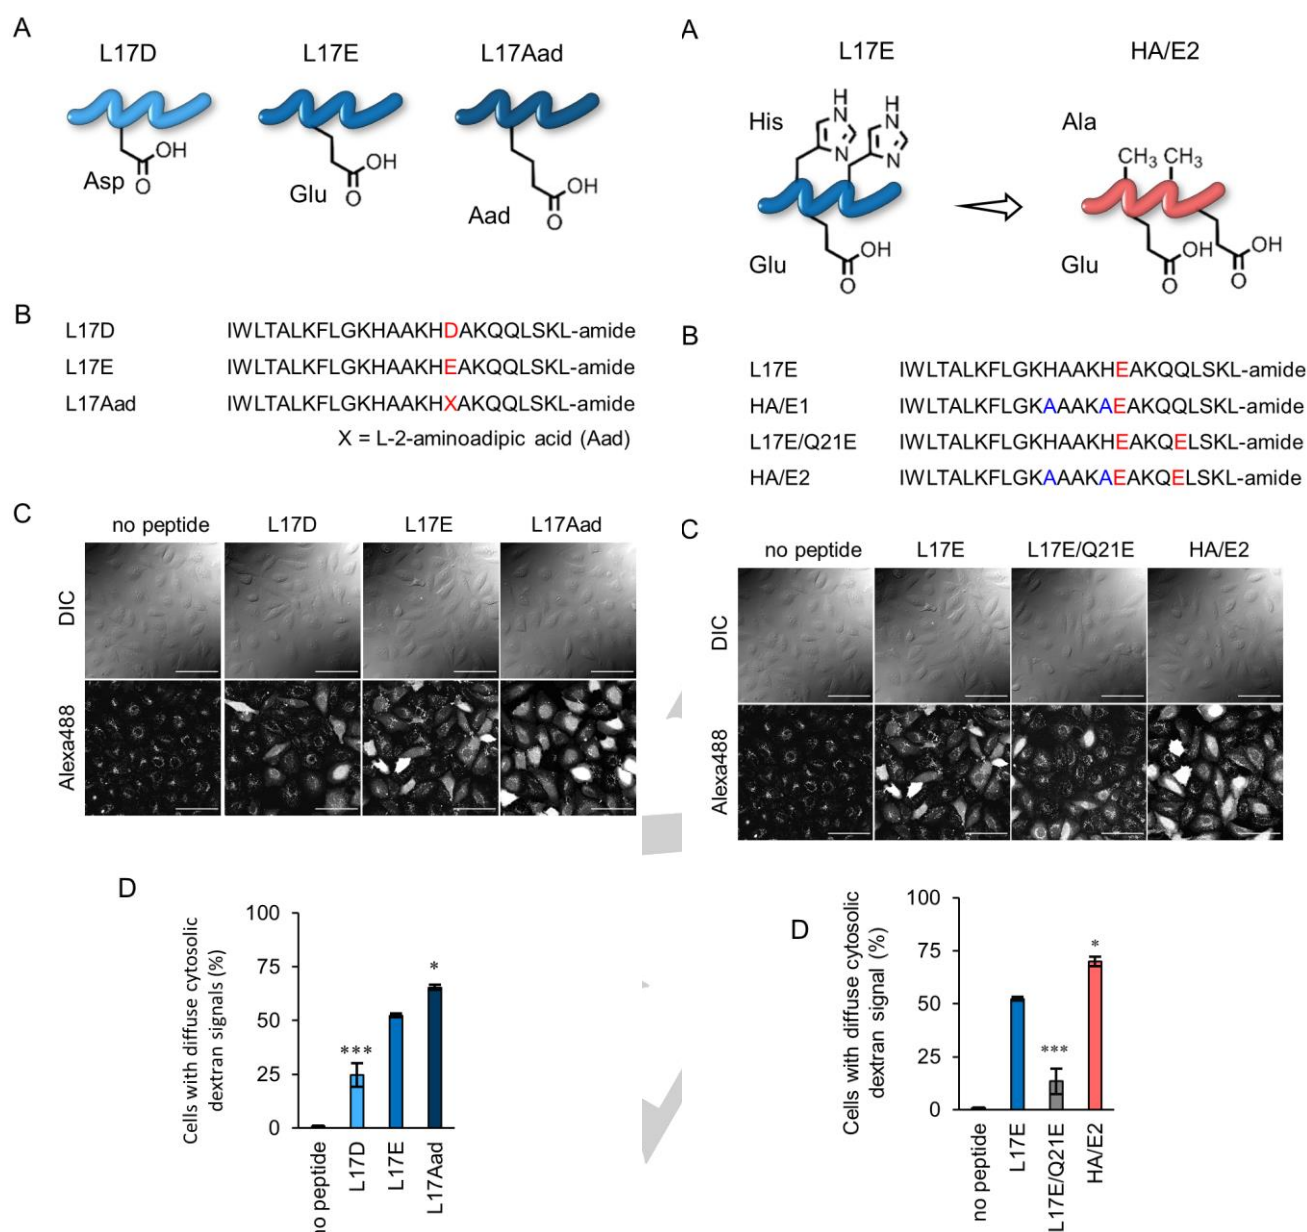 A
L17D
L17E
L17Aad
OH
O
Asp
OH
O
Glu
OH
O
Aad
B
L17D IWLTALKFLGKHAAKHDAKQQLSKL-amide
L17E IWLTALKFLGKHAAKHEAKQQLSKL-amide
L17Aad IWLTALKFLGKHAAKHXAKQQLSKL-amide
X = L-2-aminoadipic acid (Aad)
C
no peptide L17D L17E L17Aad
DIC
Alexa488
D
Cells with diffuse cytosolic
dextran signals (%)
100
75
50
25
0
***
*
no peptide
L17D
L17E
L17Aad
A
L17E
HA/E2
His
H
N
N
H
N
N
Glu
OH
O
Ala
CH3 CH3
Glu
OH
O
OH
O
B
L17E IWLTALKFLGKHAAKHEAKQQLSKL-amide
HA/E1 IWLTALKFLGKAAAKAEAKQQLSKL-amide
L17E/Q21E IWLTALKFLGKHAAKHEAKQELSKL-amide
HA/E2 IWLTALKFLGKAAAKAEAKQELSKL-amide
C
no peptide L17E L17E/Q21E HA/E2
DIC
Alexa488
D
Cells with diffuse cytosolic
dextran signal (%)
100
75
50
25
0
***
*
no peptide
L17E
L17E/Q21E
HA/E2